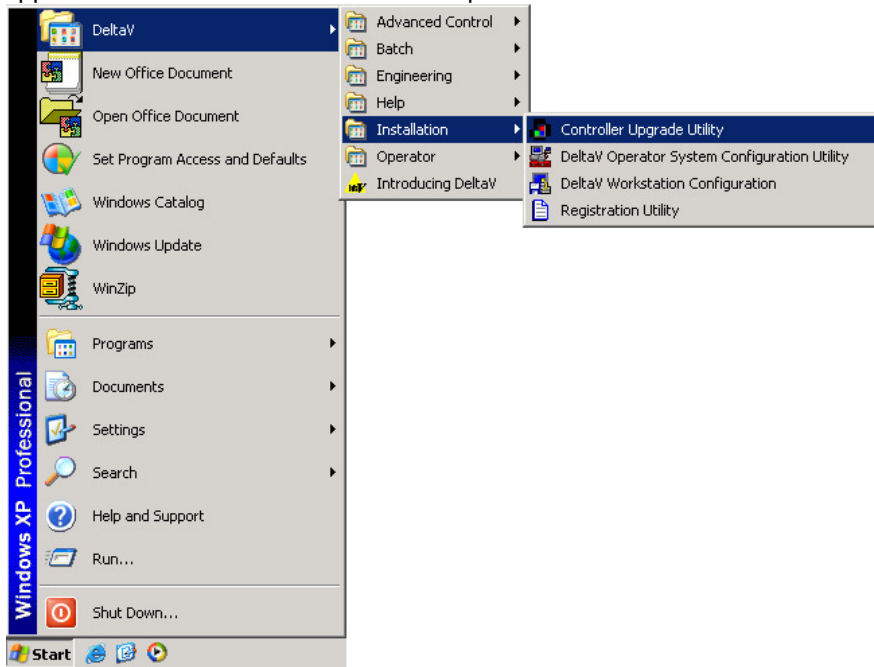 DeltaV
New Office Document
Open Office Document
Set Program Access and Defaults
Windows Catalog
Windows Update
WinZip
Programs
Documents
Settings
Search
Help and Support
Run...
Shut Down...
Windows XP Professional
Start
Advanced Control
Batch
Engineering
Help
Installation
Operator
Introducing DeltaV
Controller Upgrade Utility
DeltaV Operator System Configuration Utility
DeltaV Workstation Configuration
Registration Utility